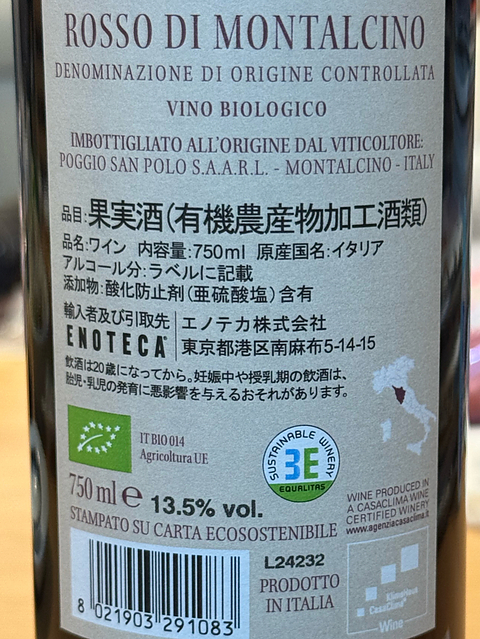 ROSSO DI MONTALCINO
DENOMINAZIONE DI ORIGINE CONTROLLATA
VINO BIOLOGICO
IMBOTTIGLIATO ALL'ORIGINE DAL VITICOLTORE:
POGGIO SAN POLO S.A.A.R.L. - MONTALCINO - ITALY
品目:果実酒(有機農産物加工酒類)
品名:ワイン 内容量:750ml 原産国名:イタリア
アルコール分:ラベルに記載
添加物:酸化防止剤(亜硫酸塩)含有
輸入者及び引取先
ENOTECA
エノテカ株式会社
東京都港区南麻布5-14-15
飲酒は20歳になってから。妊娠中や授乳期の飲酒は、
胎児・乳児の発育に悪影響を与えるおそれがあります。
IT BIO 014
Agricoltura UE
SUSTAINABLE WINERY
3E
EQUALITAS
750 ml e 13.5% vol.
STAMPATO SU CARTA ECOSOSTENIBILE
WINE PRODUCED IN
A CASACLIMA WINE
CERTIFIED WINERY
www.agenziacasaclima.it
8 021903 291083
L24232
PRODOTTO
IN ITALIA
KlimaHaus
CasaClima
Wine